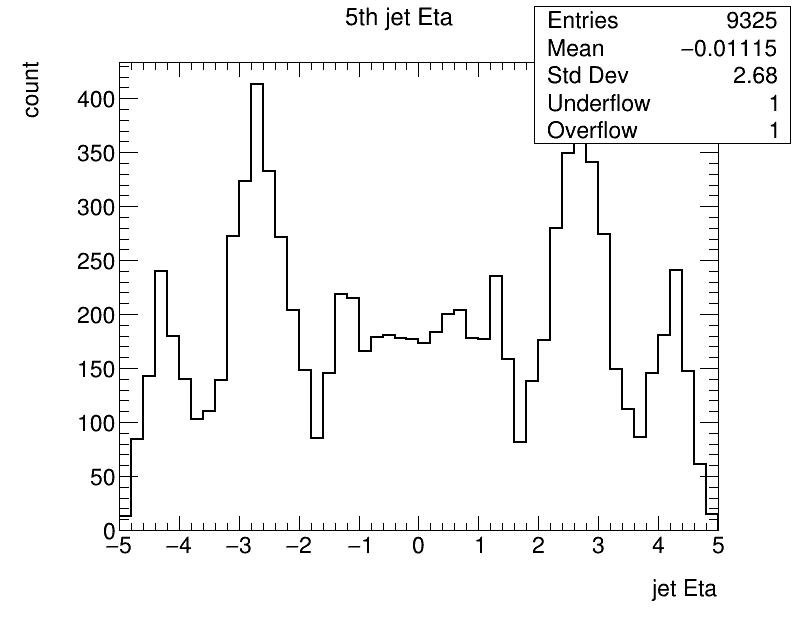 5th jet Eta
Entries 9325
Mean −0.01115
Std Dev 2.68
Underflow 1
Overflow 1
count
400
350
300
250
200
150
100
50
0
−5 −4 −3 −2 −1 0 1 2 3 4 5
jet Eta